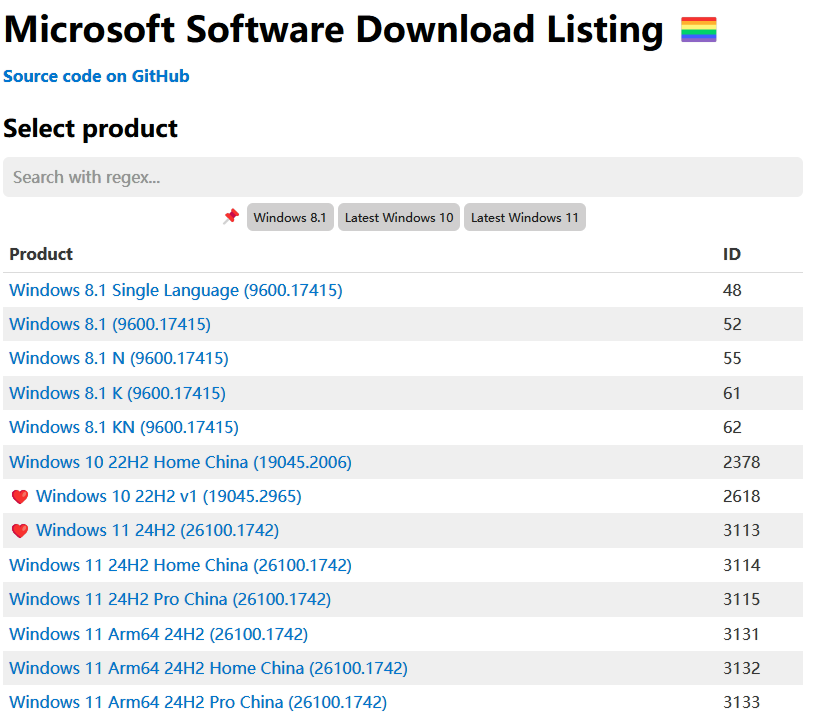 Microsoft Software Download Listing
Source code on GitHub
Select product
Search with regex...
Windows 8.1 Latest Windows 10 Latest Windows 11
Product ID
Windows 8.1 Single Language (9600.17415) 48
Windows 8.1 (9600.17415) 52
Windows 8.1 N (9600.17415) 55
Windows 8.1 K (9600.17415) 61
Windows 8.1 KN (9600.17415) 62
Windows 10 22H2 Home China (19045.2006) 2378
Windows 10 22H2 v1 (19045.2965) 2618
Windows 11 24H2 (26100.1742) 3113
Windows 11 24H2 Home China (26100.1742) 3114
Windows 11 24H2 Pro China (26100.1742) 3115
Windows 11 Arm64 24H2 (26100.1742) 3131
Windows 11 Arm64 24H2 Home China (26100.1742) 3132
Windows 11 Arm64 24H2 Pro China (26100.1742) 3133